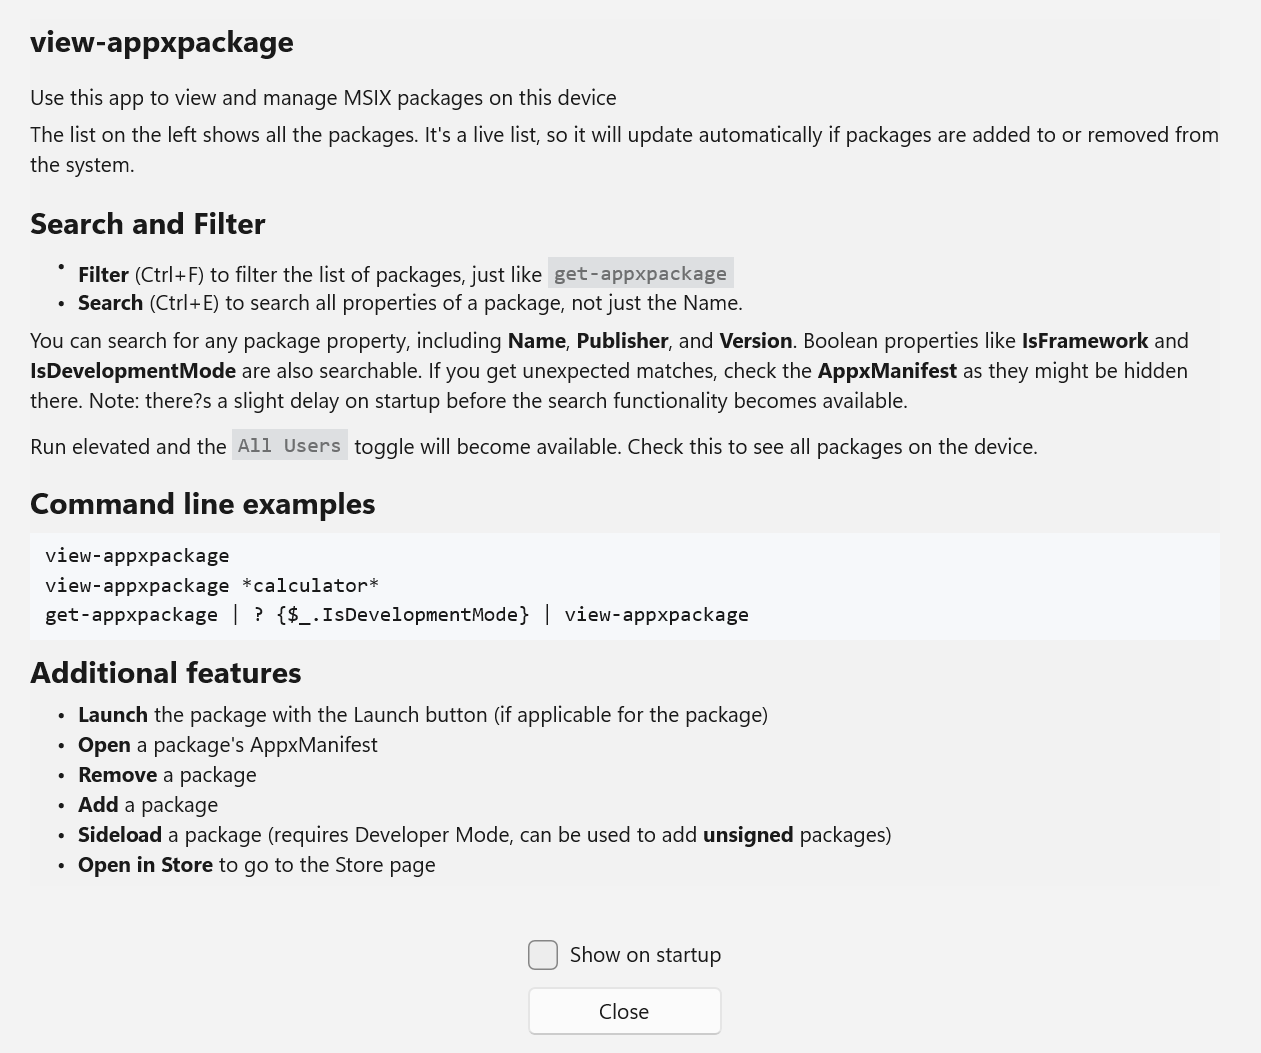 view-appxpackage
Use this app to view and manage MSIX packages on this device
The list on the left shows all the packages. It's a live list, so it will update automatically if packages are added to or removed from
the system.
Search and Filter
• Filter (Ctrl+F) to filter the list of packages, just like get-appxpackage
• Search (Ctrl+E) to search all properties of a package, not just the Name.
You can search for any package property, including Name, Publisher, and Version. Boolean properties like IsFramework and
IsDevelopmentMode are also searchable. If you get unexpected matches, check the AppxManifest as they might be hidden
there. Note: there?s a slight delay on startup before the search functionality becomes available.
Run elevated and the All Users toggle will become available. Check this to see all packages on the device.
Command line examples
view-appxpackage
view-appxpackage *calculator*
get-appxpackage | ? {$_.IsDevelopmentMode} | view-appxpackage
Additional features
• Launch the package with the Launch button (if applicable for the package)
• Open a package's AppxManifest
• Remove a package
• Add a package
• Sideload a package (requires Developer Mode, can be used to add unsigned packages)
• Open in Store to go to the Store page
Show on startup
Close